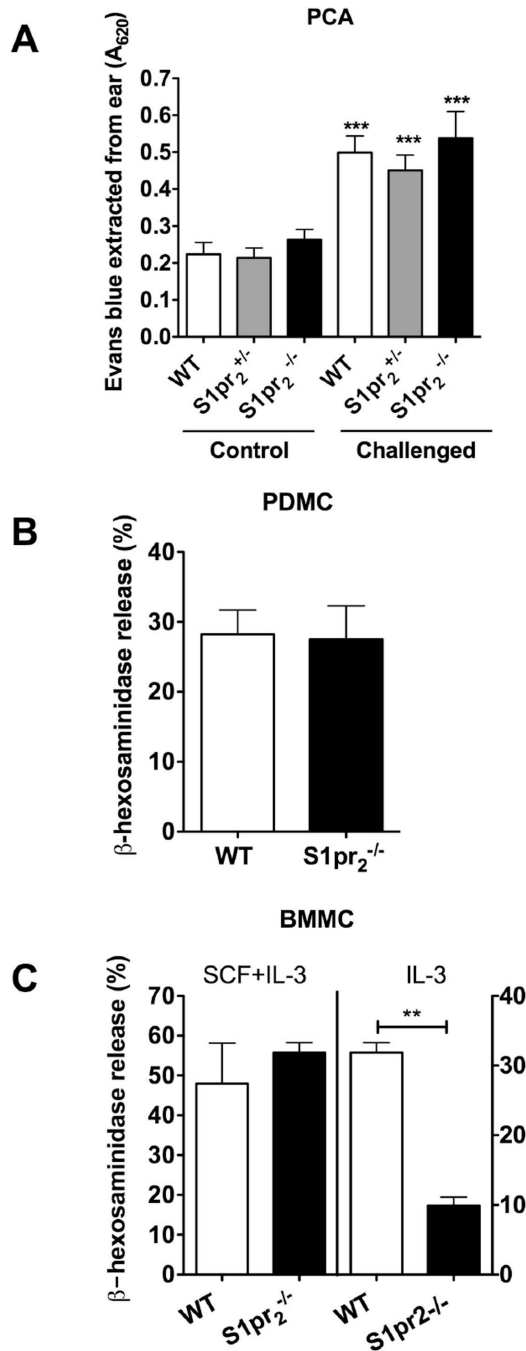 A
PCA
Evans blue extracted from ear (A620)
0.7
0.6
0.5
0.4
0.3
0.2
0.1
0.0
***
***
***
WT
S1pr2+/-
S1pr2-/-
WT
S1pr2+/-
S1pr2-/-
Control
Challenged
B
PDMC
β-hexosaminidase release (%)
40
30
20
10
0
WT
S1pr2-/-
C
BMMC
SCF+IL-3
IL-3
β-hexosaminidase release (%)
70
60
50
40
30
20
10
0
**
40
30
20
10
0
WT
S1pr2-/-
WT
S1pr2-/-